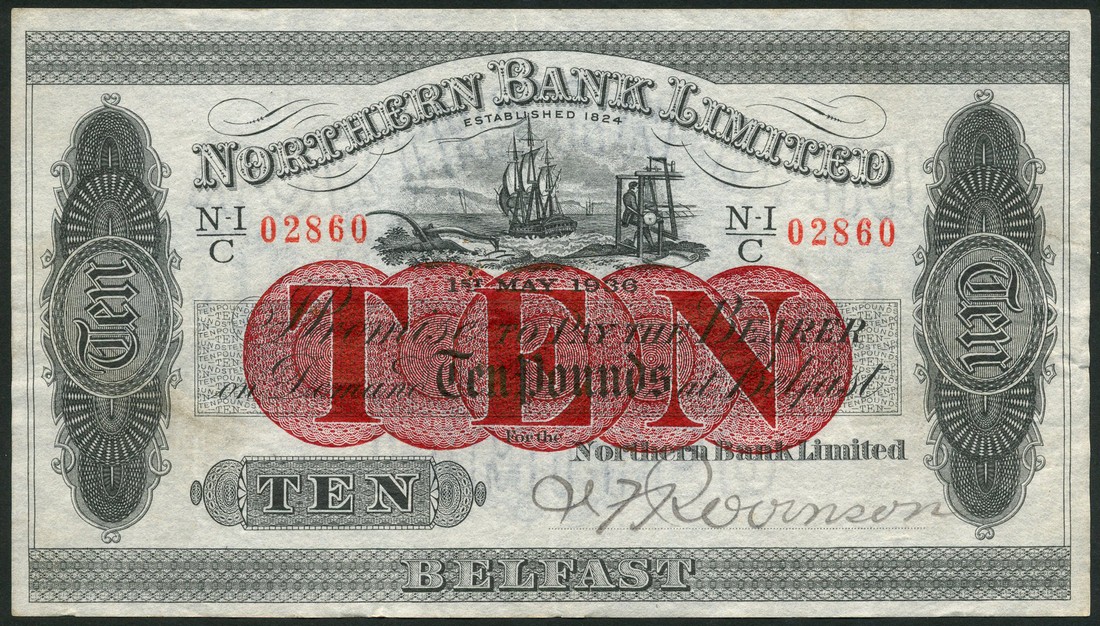 NORTHERN BANK LIMITED
ESTABLISHED 1824
N-I/C 02860
N-I/C 02860
1ST MAY 1936
TEN
Promise to Pay the Bearer
on Demand Ten Pounds at Belfast
For the
Northern Bank Limited
Ten
Ten
TEN
Robinson
BELFAST